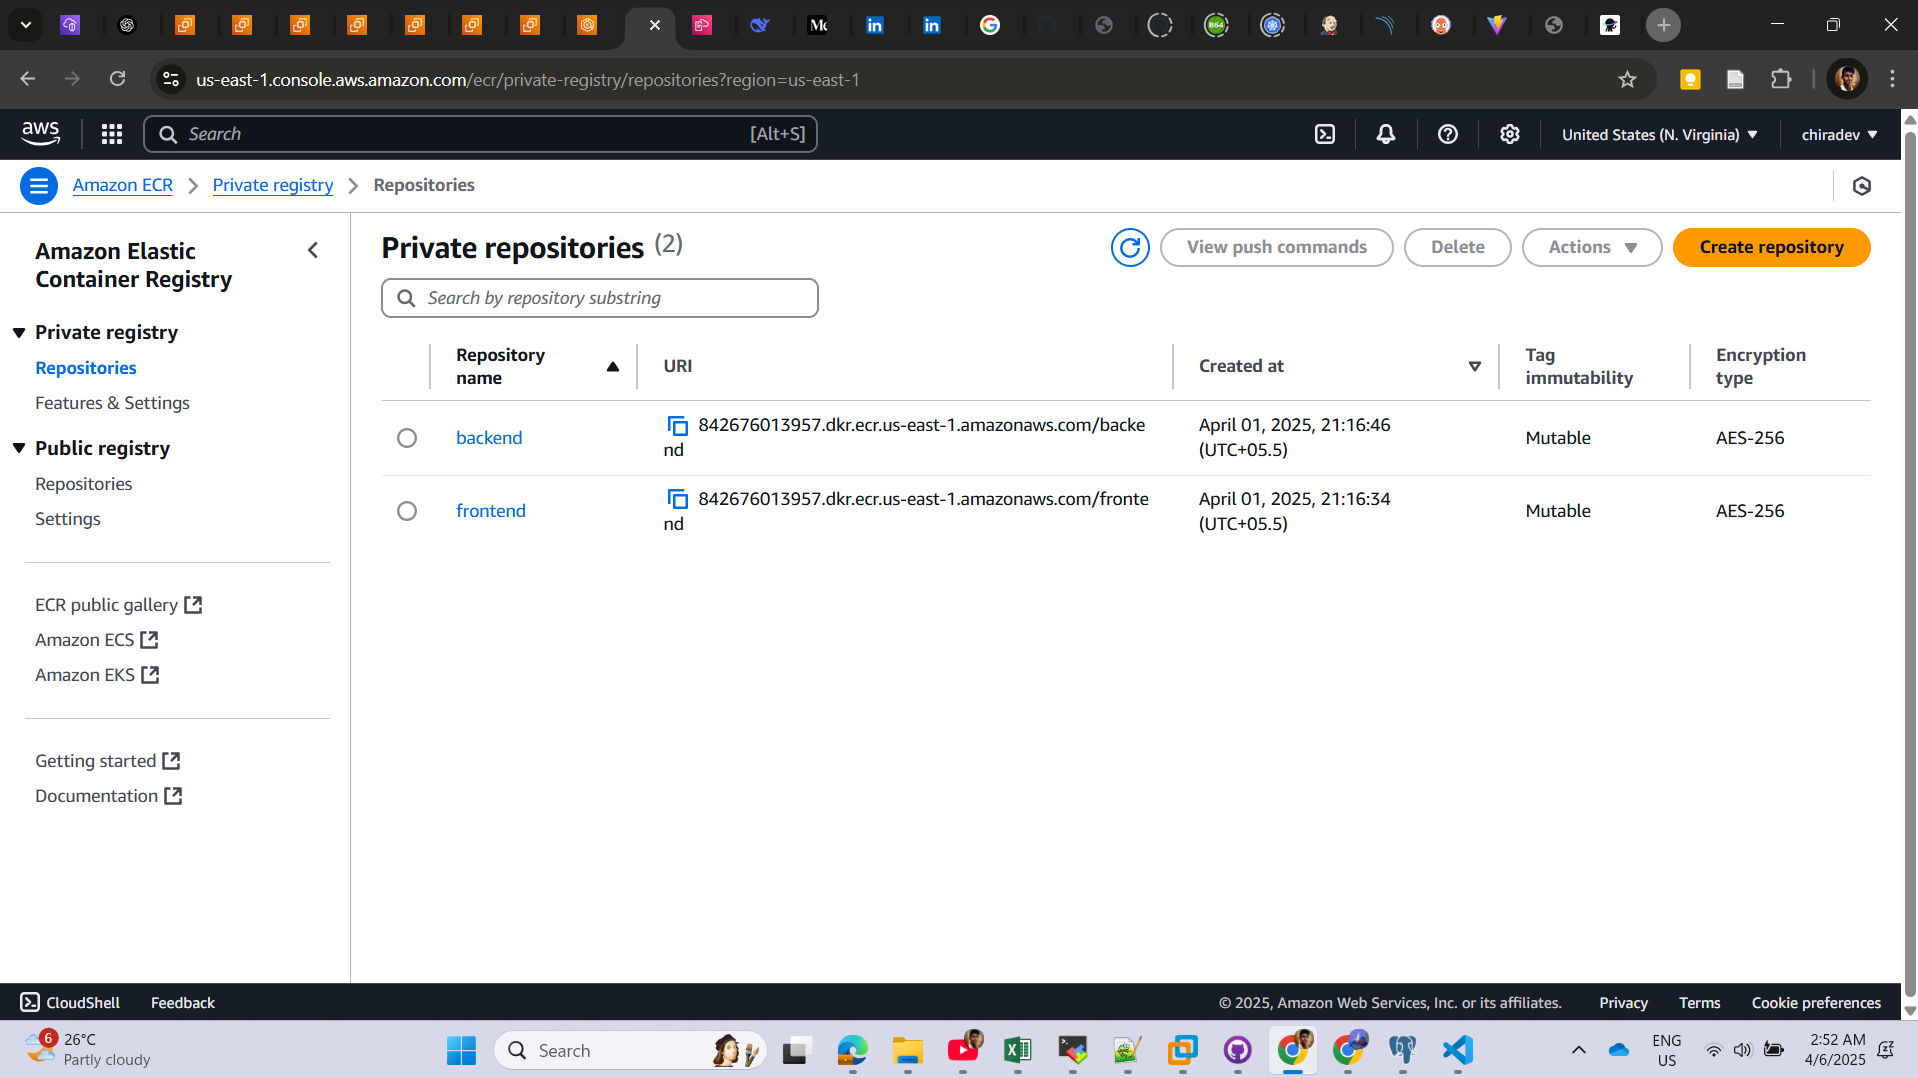 Me
B64
us-east-1.console.aws.amazon.com/ecr/private-registry/repositories?region=us-east-1
aws
Search
[Alt+S]
United States (N. Virginia)
chiradev
Amazon ECR
Private registry
Repositories
Amazon Elastic
Container Registry
Private registry
Repositories
Features & Settings
Public registry
Repositories
Settings
ECR public gallery
Amazon ECS
Amazon EKS
Getting started
Documentation
Private repositories (2)
View push commands
Delete
Actions
Create repository
Search by repository substring
Repository
name
URI
Created at
Tag
immutability
Encryption
type
backend
842676013957.dkr.ecr.us-east-1.amazonaws.com/backe
nd
April 01, 2025, 21:16:46
(UTC+05.5)
Mutable
AES-256
frontend
842676013957.dkr.ecr.us-east-1.amazonaws.com/fronte
nd
April 01, 2025, 21:16:34
(UTC+05.5)
Mutable
AES-256
CloudShell
Feedback
© 2025, Amazon Web Services, Inc. or its affiliates.
Privacy
Terms
Cookie preferences
6
26°C
Partly cloudy
Search
ENG
US
2:52 AM
4/6/2025